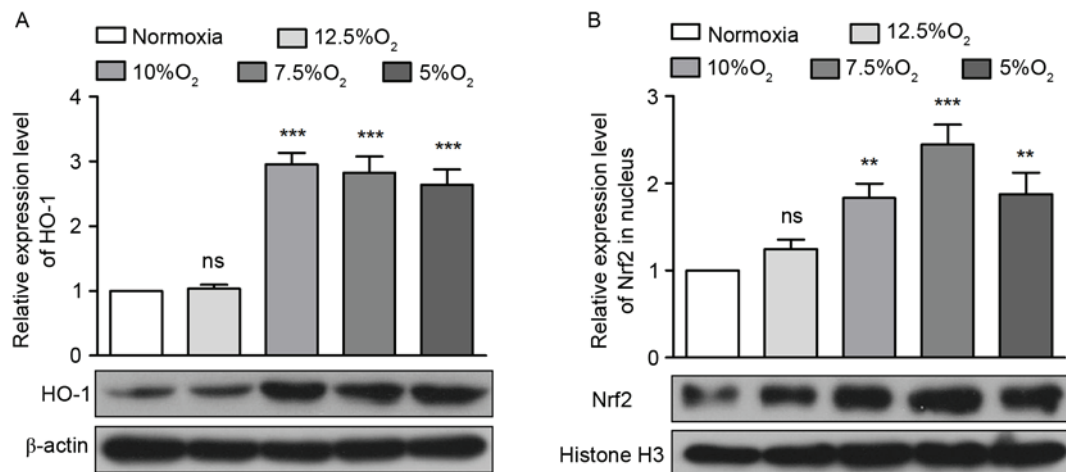 A
Normoxia
12.5%O₂
10%O₂
7.5%O₂
5%O₂
Relative expression level
of HO-1
4
3
2
1
0
ns
***
***
***
HO-1
β-actin
B
Normoxia
12.5%O₂
10%O₂
7.5%O₂
5%O₂
Relative expression level
of Nrf2 in nucleus
3
2
1
0
ns
**
***
**
Nrf2
Histone H3